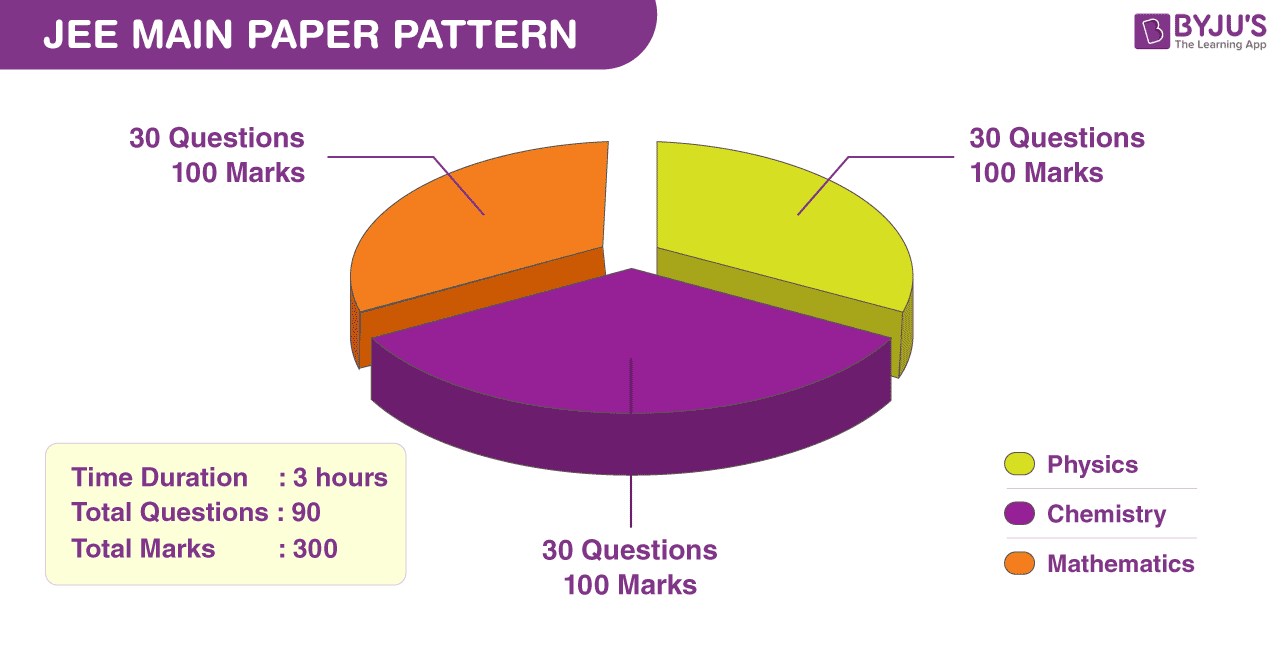 JEE MAIN PAPER PATTERN
BYJU'S
The Learning App
30 Questions
100 Marks
30 Questions
100 Marks
Time Duration : 3 hours
Total Questions : 90
Total Marks : 300
30 Questions
100 Marks
Physics
Chemistry
Mathematics